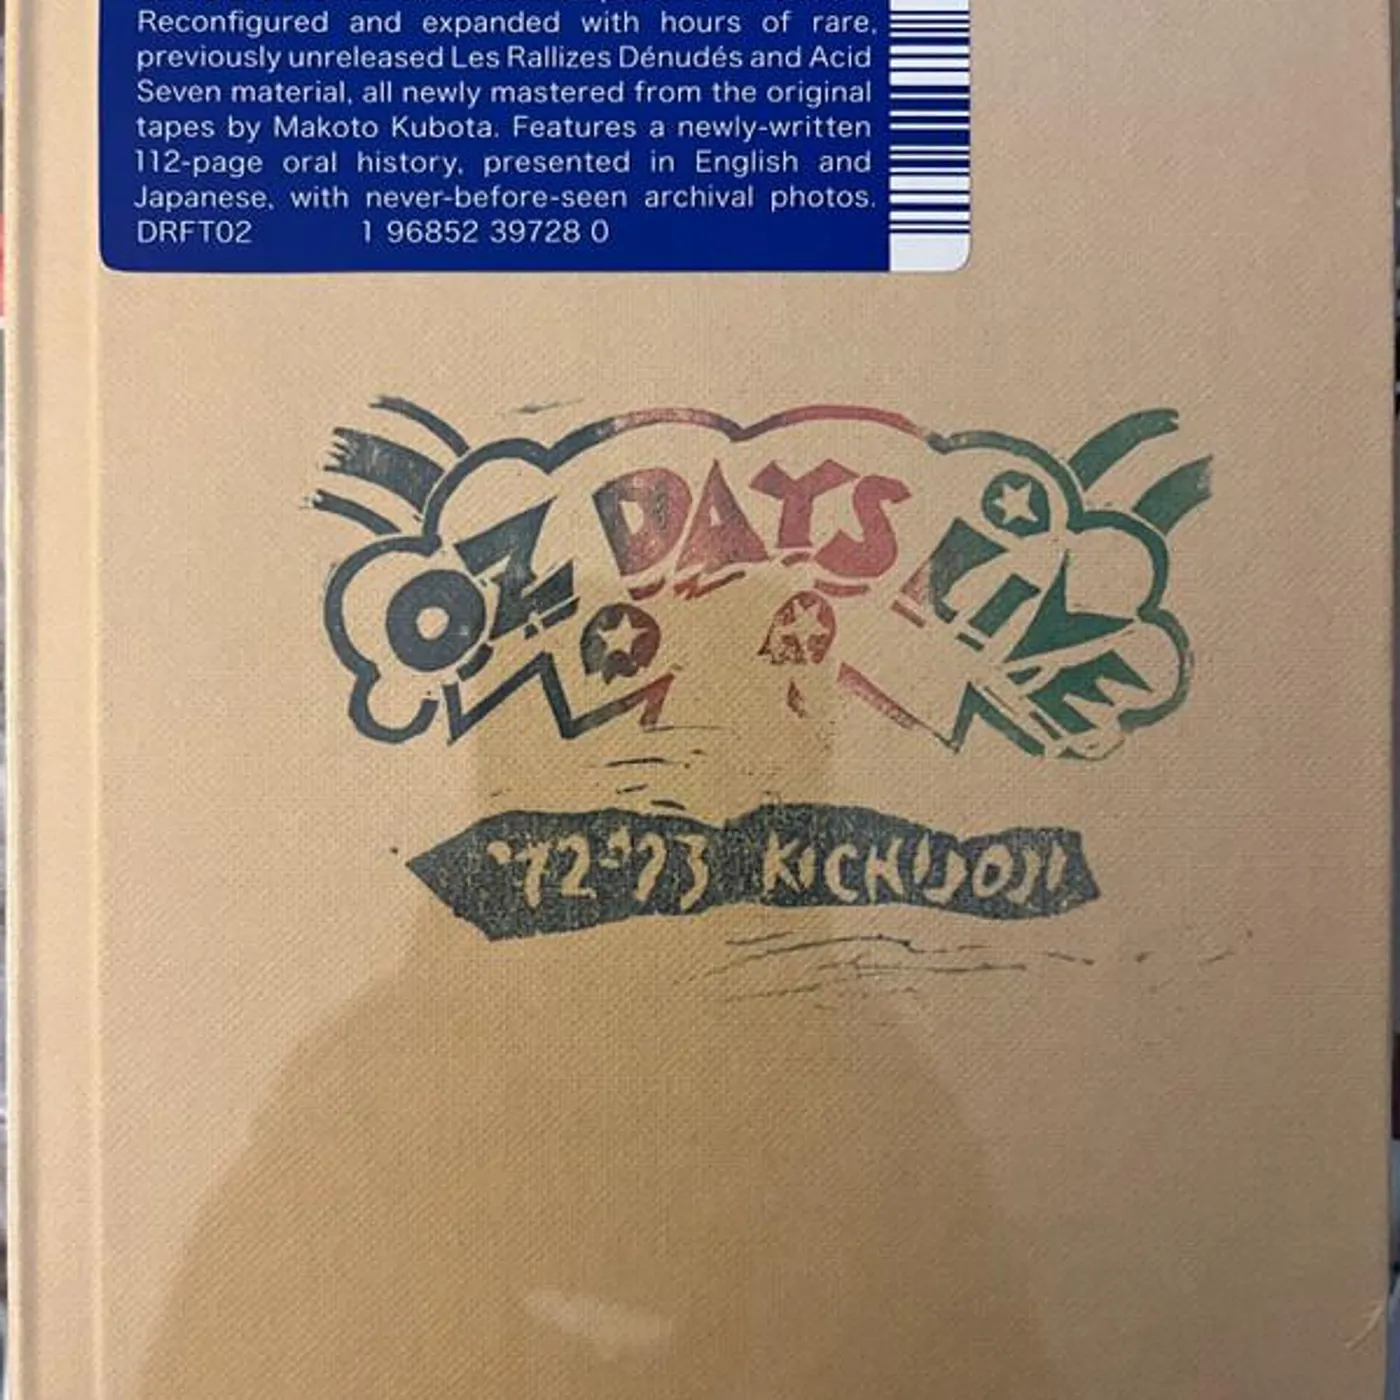 Reconfigured and expanded with hours of rare,
previously unreleased Les Rallizes Dénudés and Acid
Seven material, all newly mastered from the original
tapes by Makoto Kubota. Features a newly-written
112-page oral history, presented in English and
Japanese, with never-before-seen archival photos.
DRFT02 1 96852 39728 0
OZ DAYS LIVE
'72-'73 KICHIJOJI